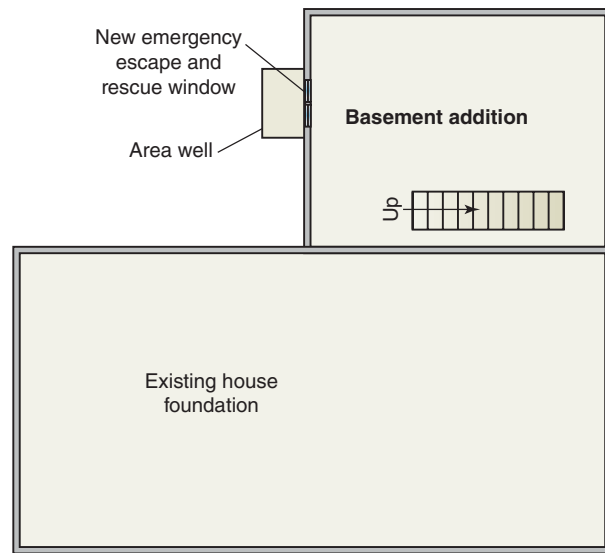 New emergency
escape and
rescue window
Area well
Basement addition
Up
Existing house
foundation